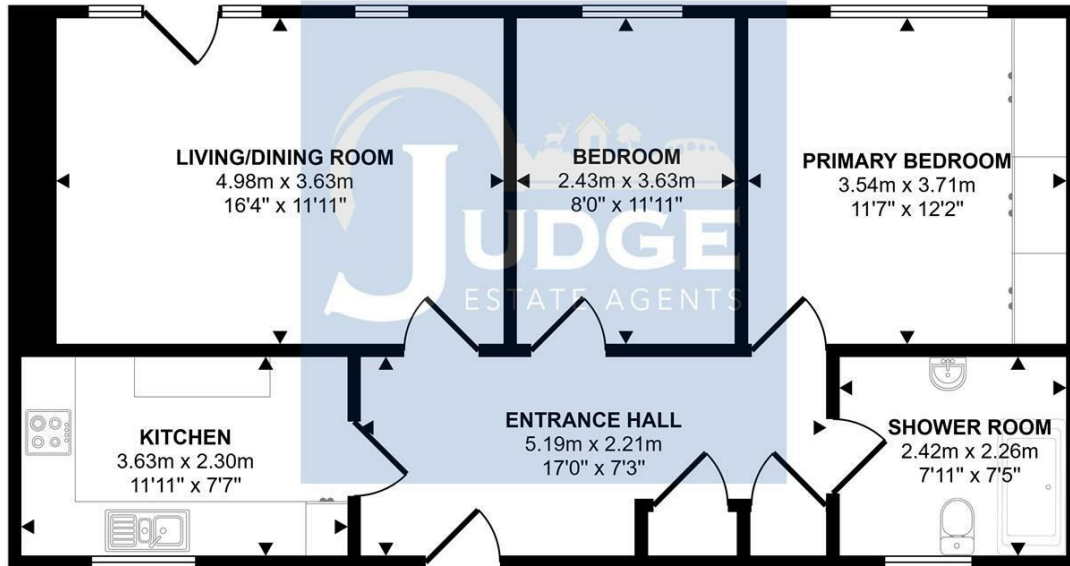 LIVING/DINING ROOM
4.98m x 3.63m
16'4" x 11'11"
BEDROOM
2.43m x 3.63m
8'0" x 11'11"
PRIMARY BEDROOM
3.54m x 3.71m
11'7" x 12'2"
JUDGE
ESTATE AGENTS
KITCHEN
3.63m x 2.30m
11'11" x 7'7"
ENTRANCE HALL
5.19m x 2.21m
17'0" x 7'3"
SHOWER ROOM
2.42m x 2.26m
7'11" x 7'5"